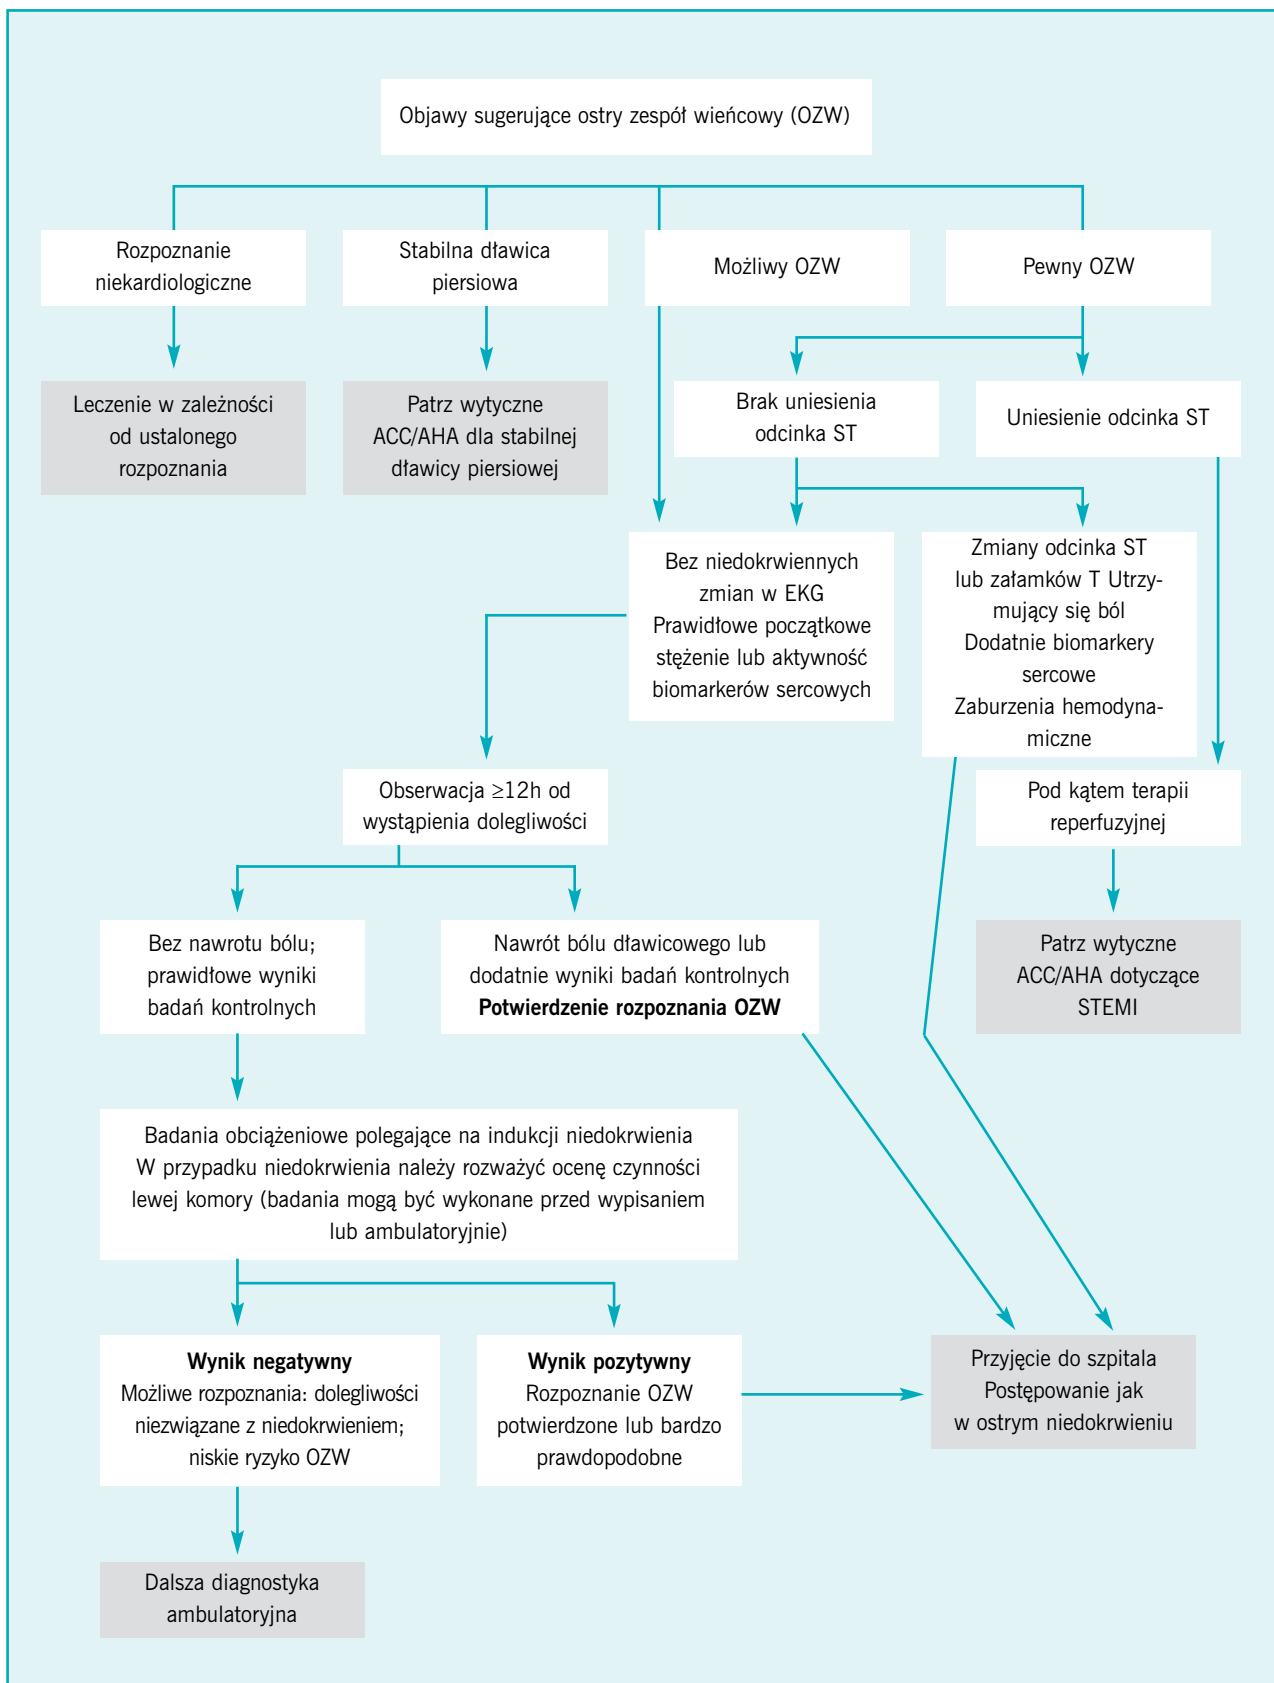 Objawy sugerujące ostry zespół wieńcowy (OZW)
Rozpoznanie
niekardiologiczne
Stabilna dławica
piersiowa
Możliwy OZW
Pewny OZW
Leczenie w zależności
od ustalonego
rozpoznania
Patrz wytyczne
ACC/AHA dla stabilnej
dławicy piersiowej
Brak uniesienia
odcinka ST
Uniesienie odcinka ST
Bez niedokrwiennych
zmian w EKG
Prawidłowe początkowe
stężenie lub aktywność
biomarkerów sercowych
Zmiany odcinka ST
lub załamków T Utrzy-
mujący się ból
Dodatnie biomarkery
sercowe
Zaburzenia hemodyna-
miczne
Obserwacja ≥12h od
wystąpienia dolegliwości
Pod kątem terapii
reperfuzyjnej
Bez nawrotu bólu;
prawidłowe wyniki
badań kontrolnych
Nawrót bólu dławicowego lub
dodatnie wyniki badań kontrolnych
Potwierdzenie rozpoznania OZW
Patrz wytyczne
ACC/AHA dotyczące
STEMI
Badania obciążeniowe polegające na indukcji niedokrwienia
W przypadku niedokrwienia należy rozważyć ocenę czynności
lewej komory (badania mogą być wykonane przed wypisaniem
lub ambulatoryjnie)
Wynik negatywny
Możliwe rozpoznania: dolegliwości
niezwiązane z niedokrwieniem;
niskie ryzyko OZW
Wynik pozytywny
Rozpoznanie OZW
potwierdzone lub bardzo
prawdopodobne
Przyjęcie do szpitala
Postępowanie jak
w ostrym niedokrwieniu
Dalsza diagnostyka
ambulatoryjna